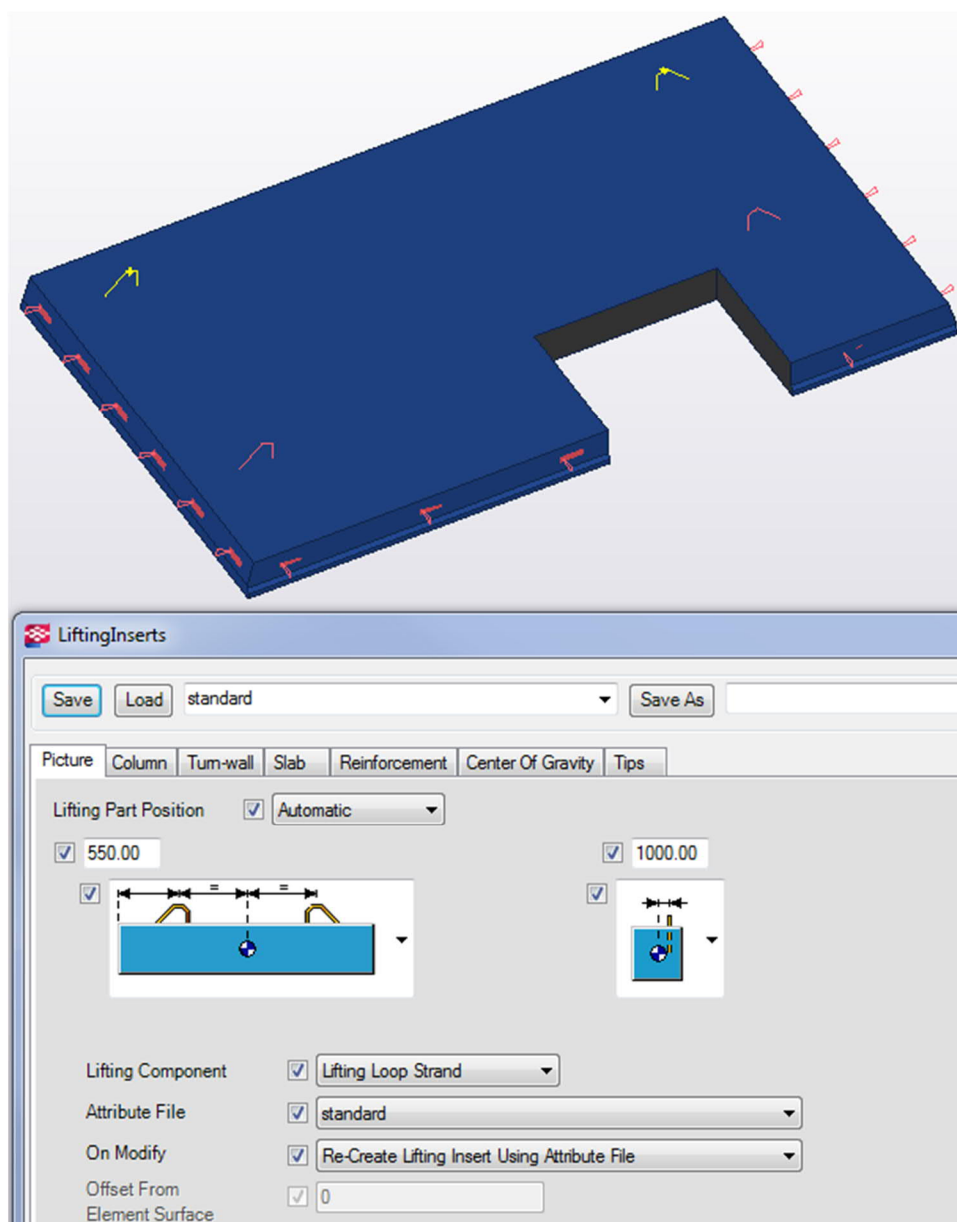 LiftingInserts
Save Load standard Save As
Picture Column Turn-wall Slab Reinforcement Center Of Gravity Tips
Lifting Part Position Automatic
550.00 1000.00
= =
Lifting Component Lifting Loop Strand
Attribute File standard
On Modify Re-Create Lifting Insert Using Attribute File
Offset From
Element Surface 0